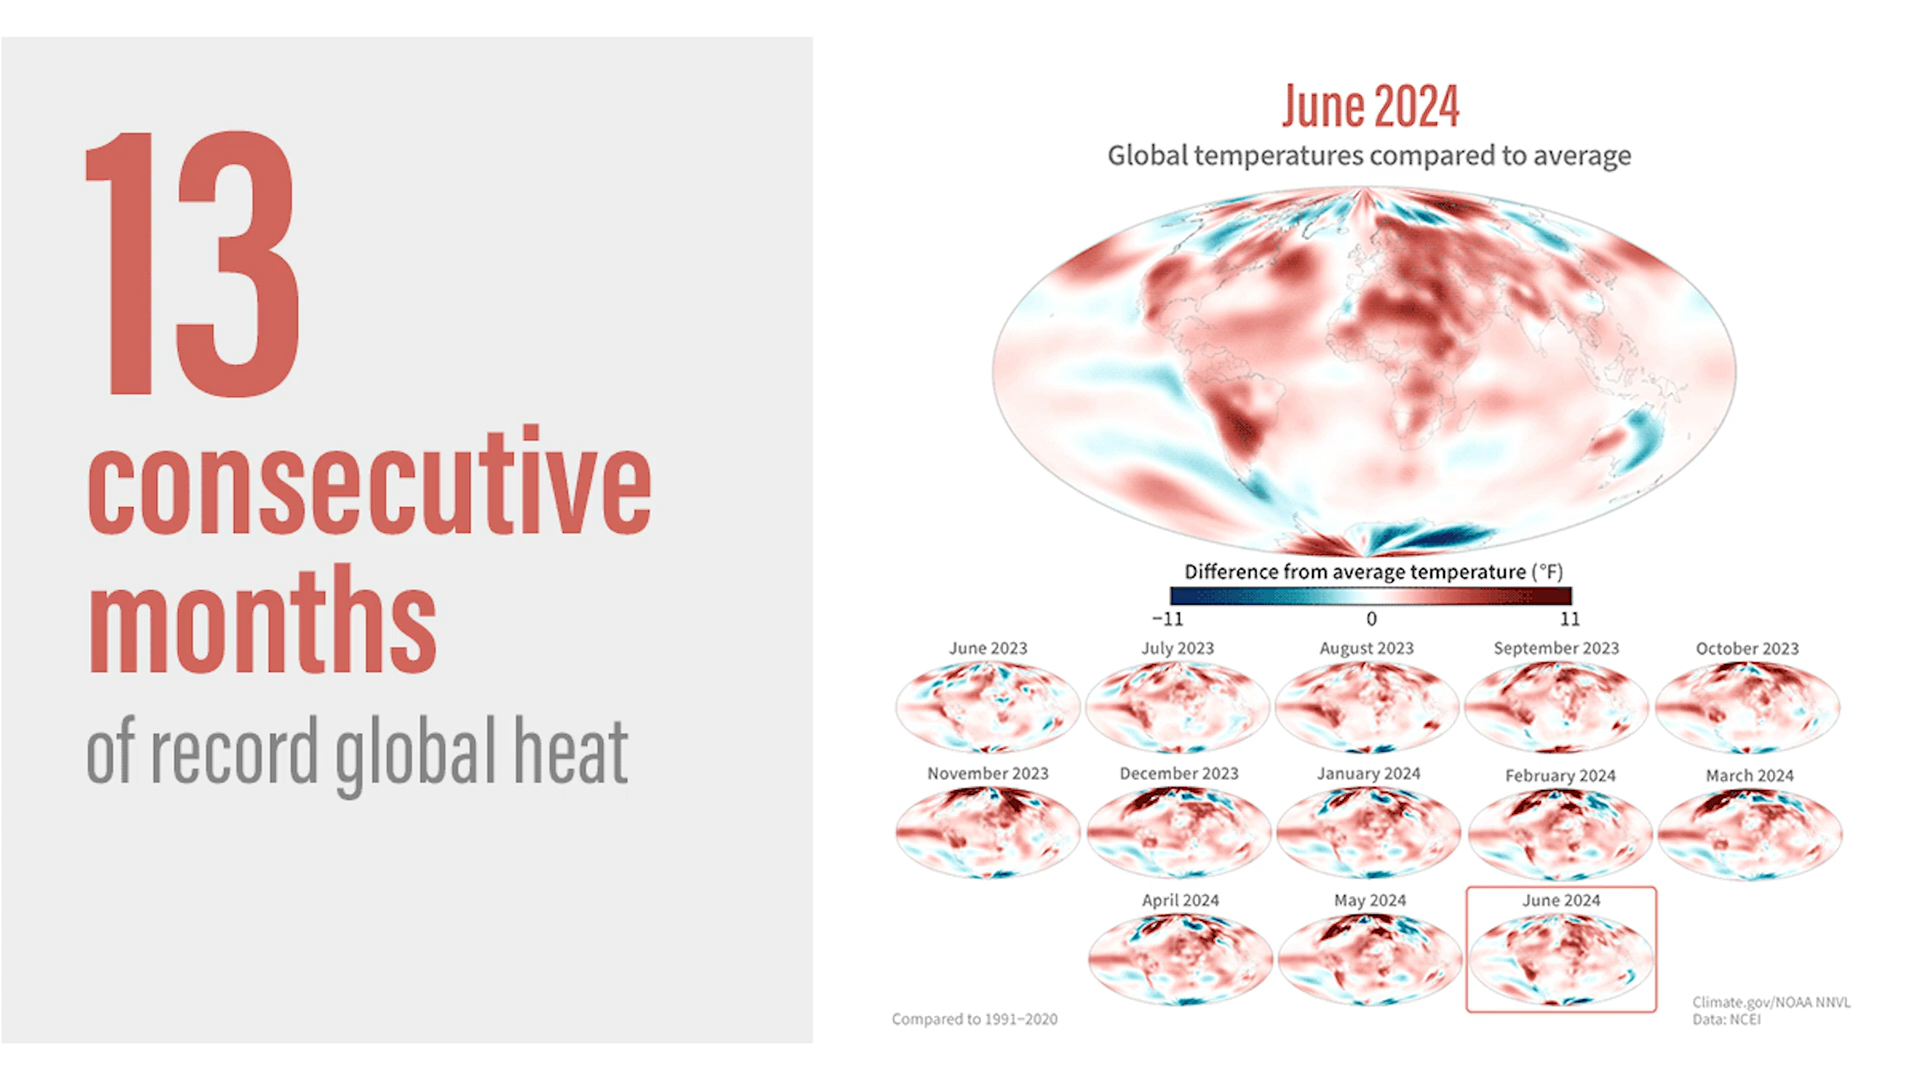 13
consecutive
months
of record global heat
June 2024
Global temperatures compared to average
Difference from average temperature (°F)
−11 0 11
June 2023 July 2023 August 2023 September 2023 October 2023
November 2023 December 2023 January 2024 February 2024 March 2024
April 2024 May 2024 June 2024
Compared to 1991−2020
Climate.gov/NOAA NNVL
Data: NCEI